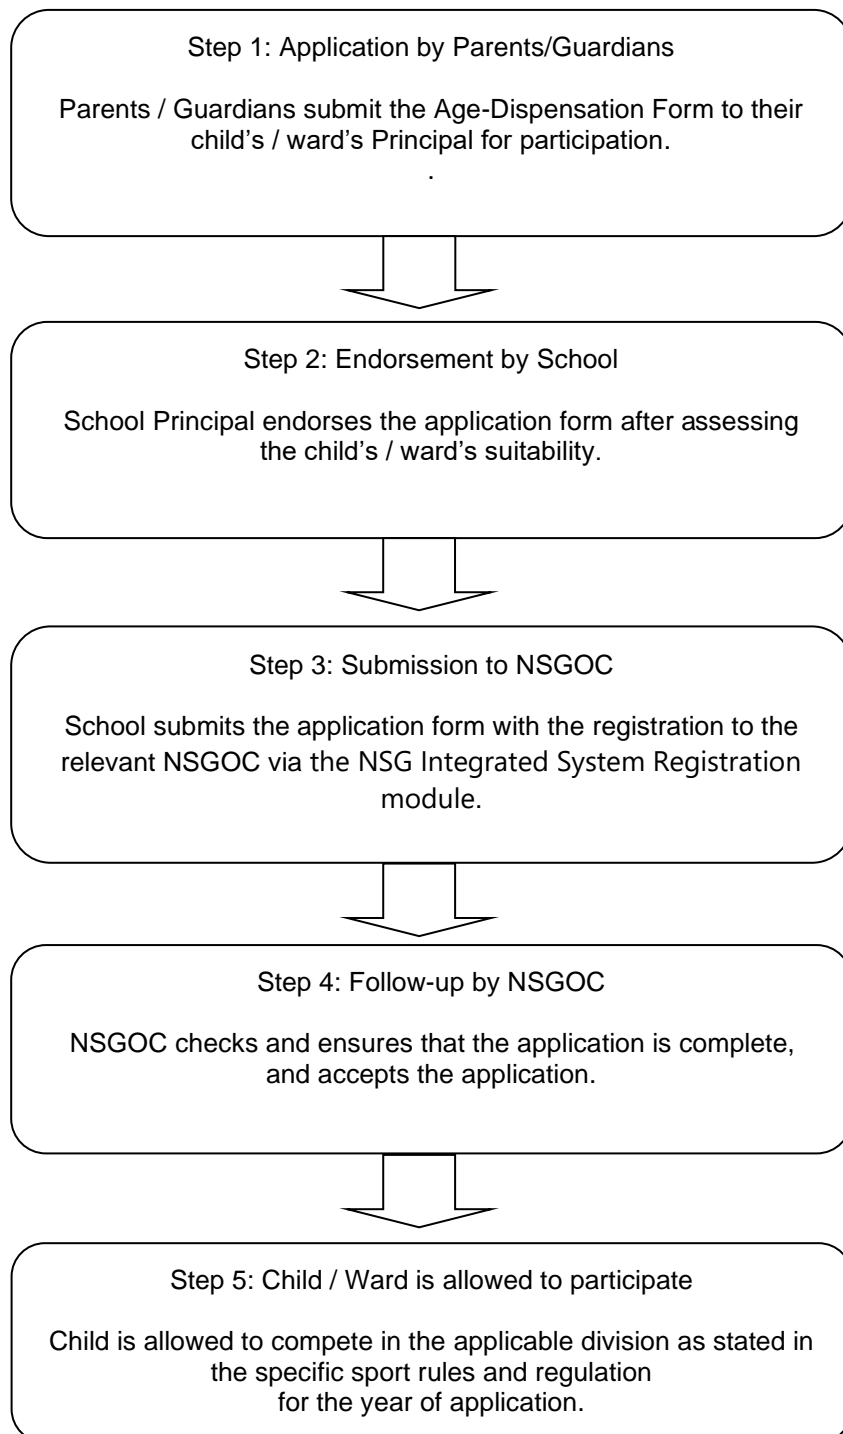 Step 1: Application by Parents/Guardians
Parents / Guardians submit the Age-Dispensation Form to their
child’s / ward’s Principal for participation.
.
Step 2: Endorsement by School
School Principal endorses the application form after assessing
the child’s / ward’s suitability.
Step 3: Submission to NSGOC
School submits the application form with the registration to the
relevant NSGOC via the NSG Integrated System Registration
module.
Step 4: Follow-up by NSGOC
NSGOC checks and ensures that the application is complete,
and accepts the application.
Step 5: Child / Ward is allowed to participate
Child is allowed to compete in the applicable division as stated in
the specific sport rules and regulation
for the year of application.